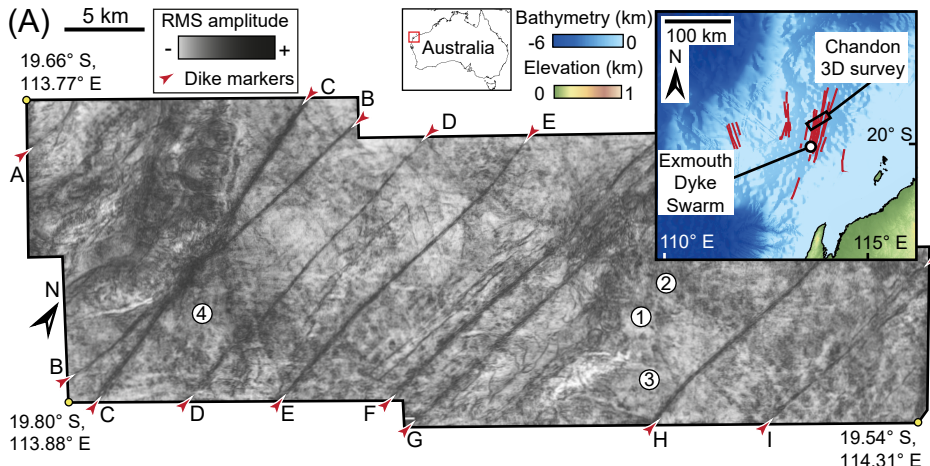 (A)
5 km
RMS amplitude
- +
Dike markers
19.66° S,
113.77° E
Australia
Bathymetry (km)
-6 0
Elevation (km)
0 1
100 km
N
Chandon
3D survey
20° S
Exmouth
Dyke
Swarm
110° E
115° E
C
B
D
E
A
N
2
1
4
3
B
C
D
E
F
G
H
I
19.80° S,
113.88° E
19.54° S,
114.31° E